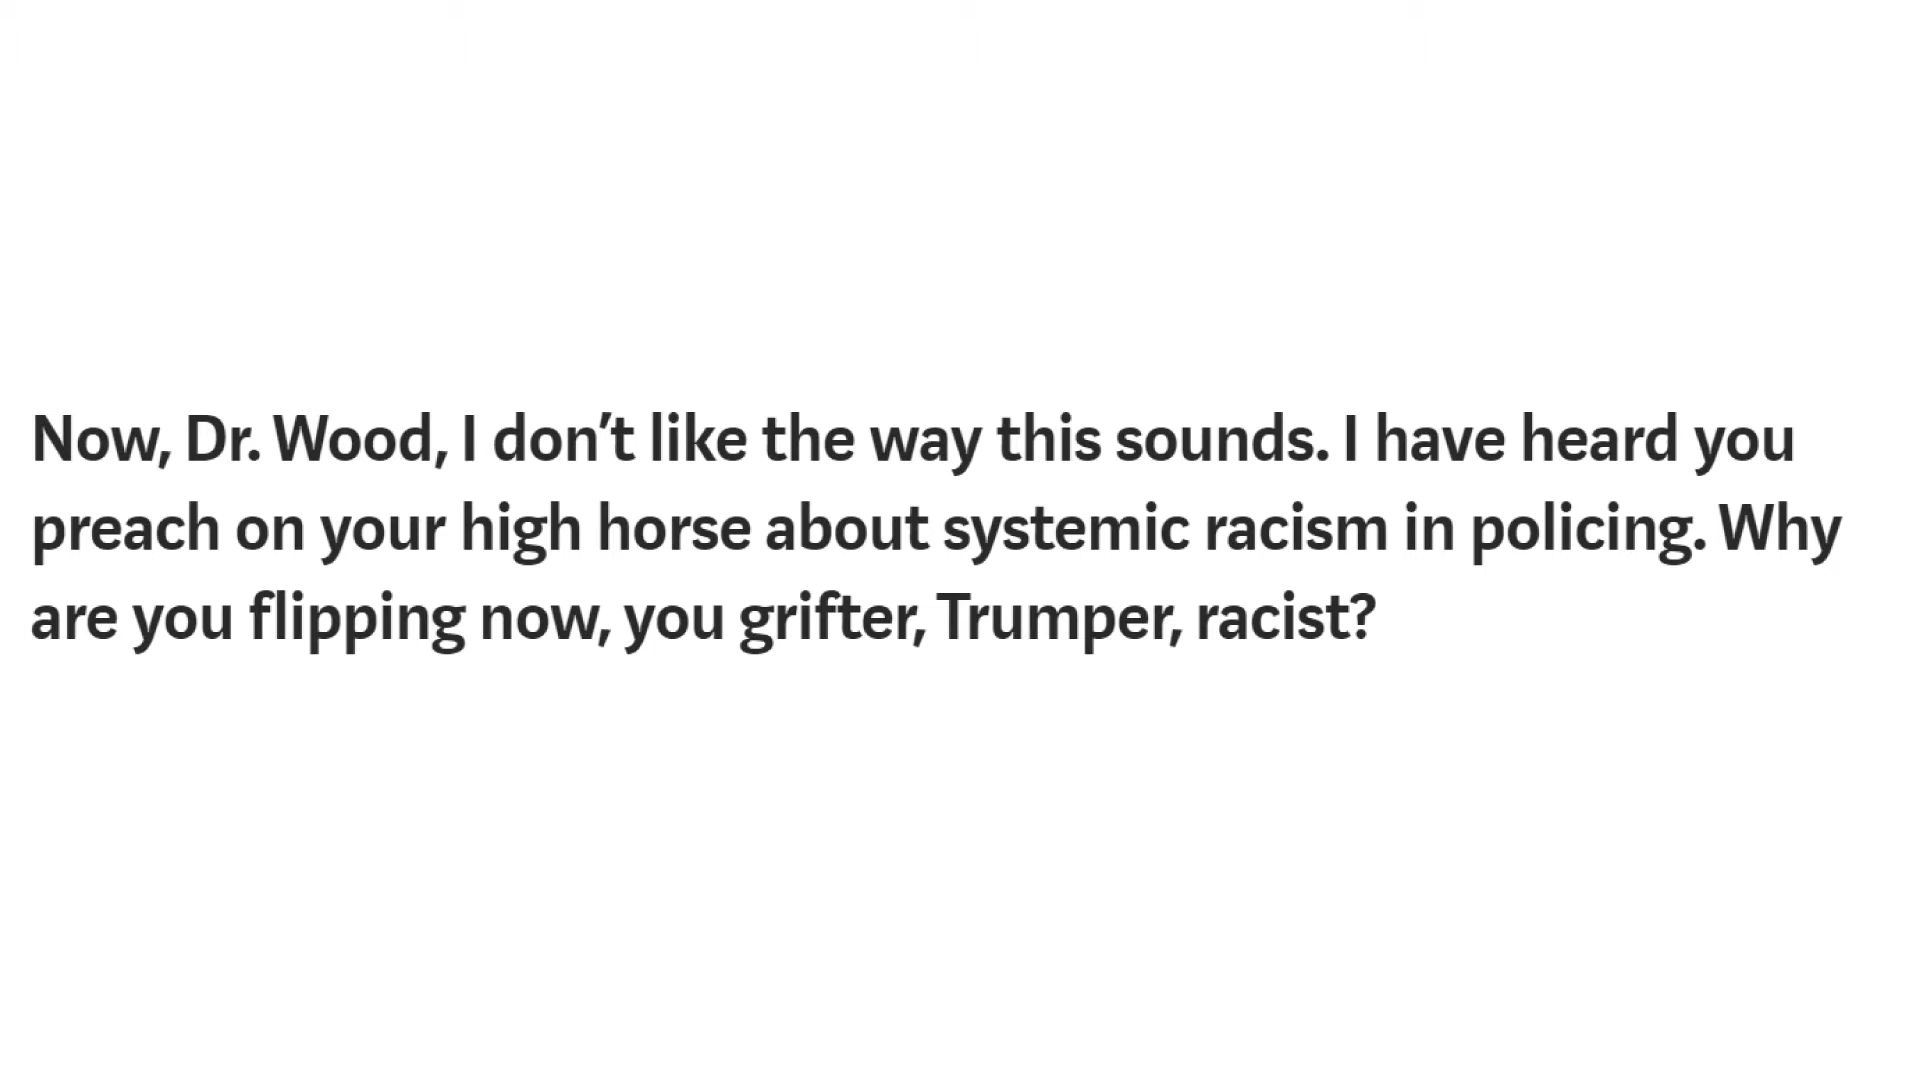 Now, Dr. Wood, I don’t like the way this sounds. I have heard you
preach on your high horse about systemic racism in policing. Why
are you flipping now, you grifter, Trumper, racist?